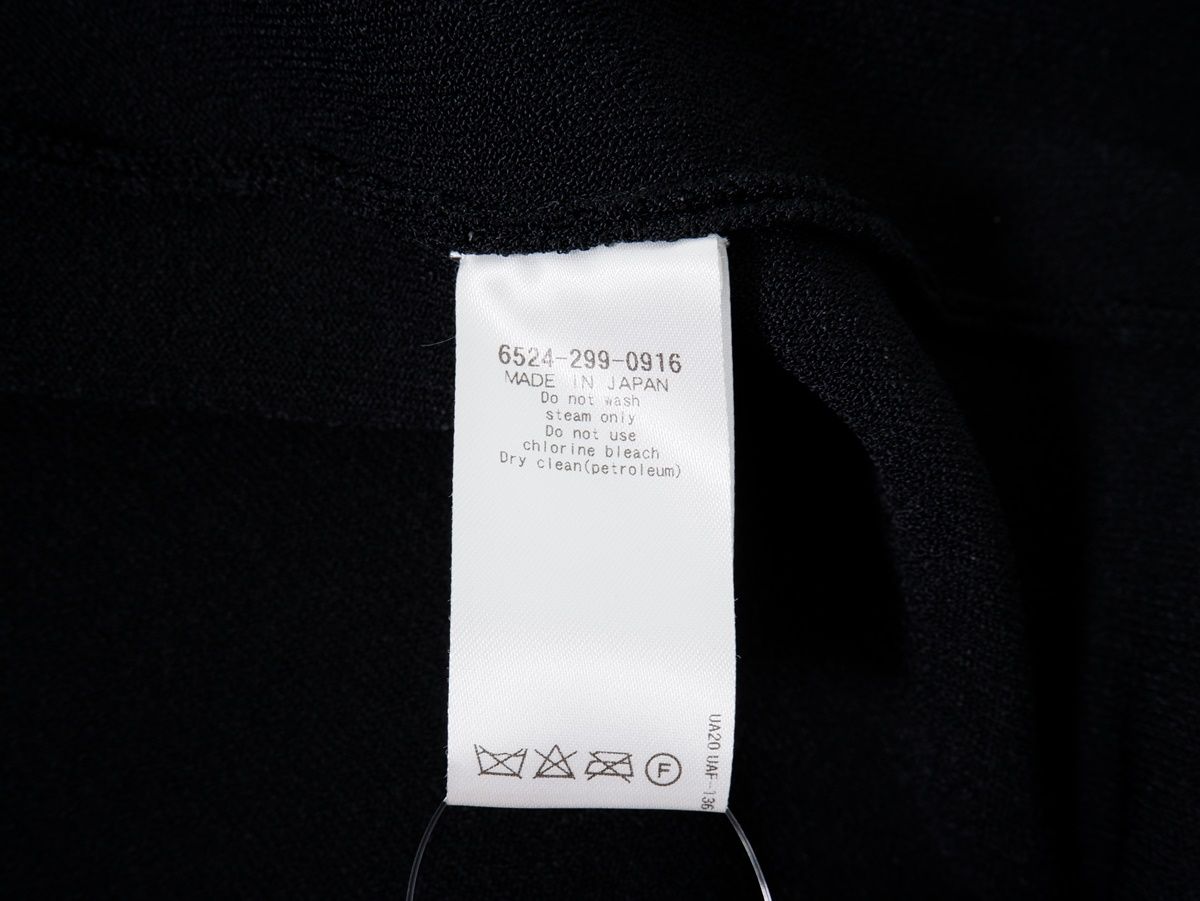 6524-299-0916
MADE IN JAPAN
Do not wash
steam only
Do not use
chlorine bleach
Dry clean(petroleum)
F
UA20 UAF-136